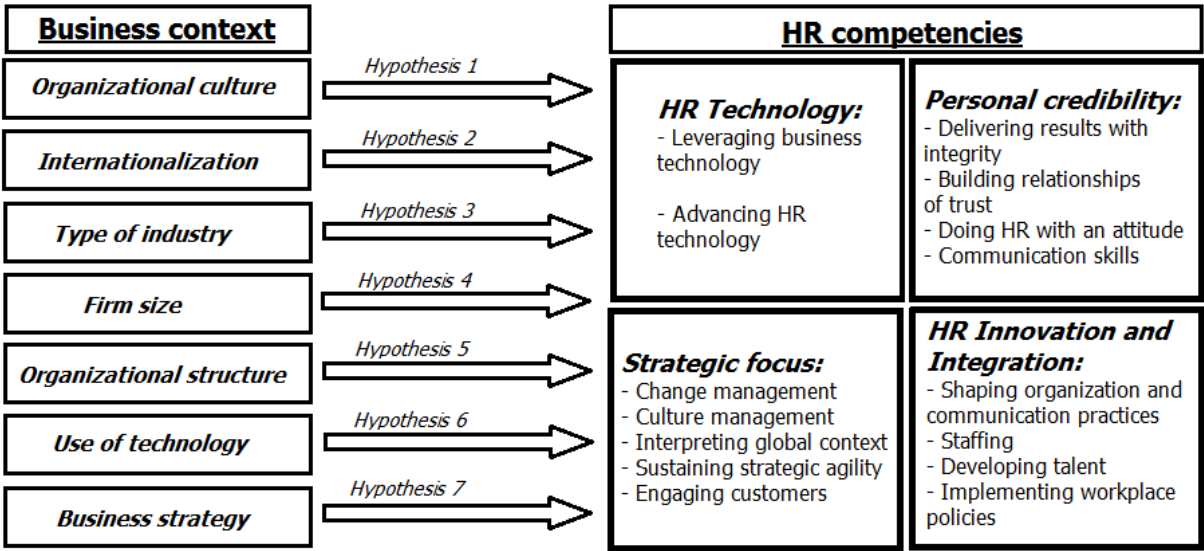 Business context
Organizational culture
Internationalization
Type of industry
Firm size
Organizational structure
Use of technology
Business strategy
Hypothesis 1
Hypothesis 2
Hypothesis 3
Hypothesis 4
Hypothesis 5
Hypothesis 6
Hypothesis 7
HR competencies
HR Technology:
- Leveraging business
technology
- Advancing HR
technology
Personal credibility:
- Delivering results with
integrity
- Building relationships
of trust
- Doing HR with an attitude
- Communication skills
Strategic focus:
- Change management
- Culture management
- Interpreting global context
- Sustaining strategic agility
- Engaging customers
HR Innovation and
Integration:
- Shaping organization and
communication practices
- Staffing
- Developing talent
- Implementing workplace
policies